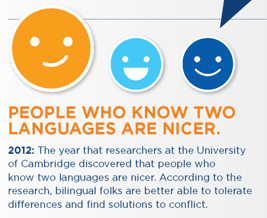 PEOPLE WHO KNOW TWO
LANGUAGES ARE NICER.
2012: The year that researchers at the University
of Cambridge discovered that people who
know two languages are nicer. According to the
research, bilingual folks are better able to tolerate
differences and find solutions to conflict.